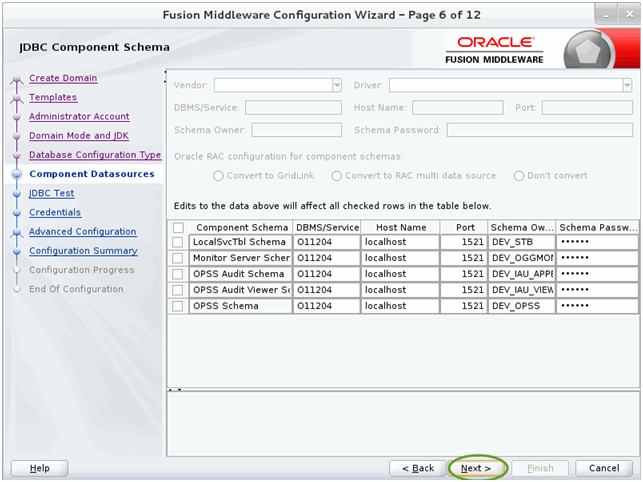 Fusion Middleware Configuration Wizard – Page 6 of 12
JDBC Component Schema
ORACLE
FUSION MIDDLEWARE
Create Domain
Templates
Administrator Account
Domain Mode and JDK
Database Configuration Type
Component Datasources
JDBC Test
Credentials
Advanced Configuration
Configuration Summary
Configuration Progress
End Of Configuration
Vendor: Driver:
DBMS/Service: Host Name: Port:
Schema Owner: Schema Password:
Oracle RAC configuration for component schemas:
Convert to GridLink Convert to RAC multi data source Don't convert
Edits to the data above will affect all checked rows in the table below.
Component Schema DBMS/Service Host Name Port Schema Ow... Schema Passw...
LocalSvcTbl Schema O11204 localhost 1521 DEV_STB ••••••
Monitor Server Scher O11204 localhost 1521 DEV_OGGMON ••••••
OPSS Audit Schema O11204 localhost 1521 DEV_IAU_APPE ••••••
OPSS Audit Viewer Sc O11204 localhost 1521 DEV_IAU_VIEW ••••••
OPSS Schema O11204 localhost 1521 DEV_OPSS ••••••
Help < Back Next > Finish Cancel